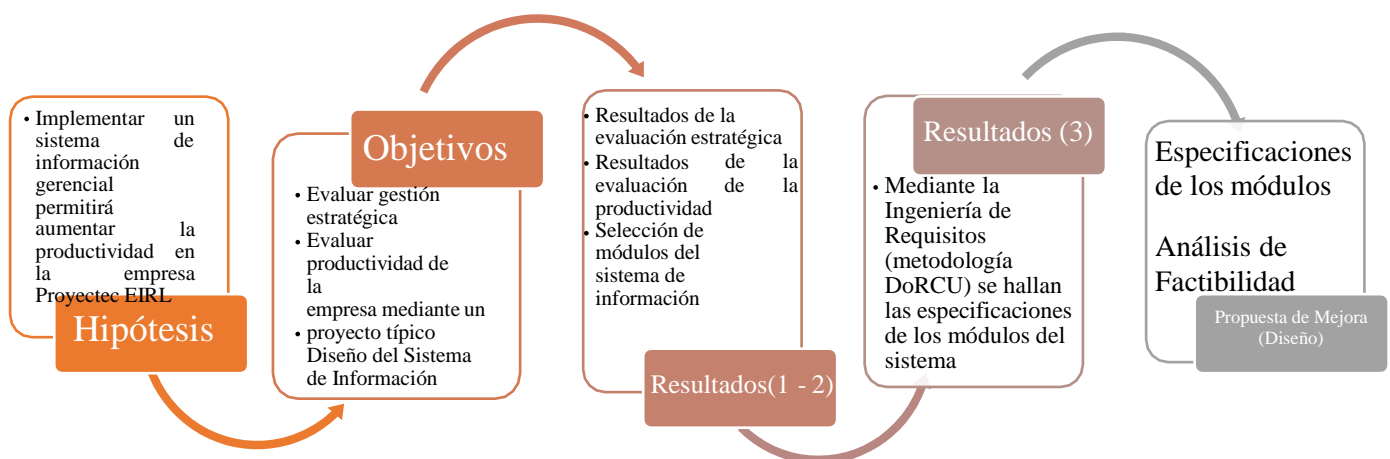 • Implementar un
sistema de
información
gerencial
permitirá
aumentar la
productividad en
la empresa
Proyectec EIRL
Hipótesis
Objetivos
• Evaluar gestión
estratégica
• Evaluar
productividad de
la
empresa mediante un
• proyecto típico
Diseño del Sistema
de Información
• Resultados de la
evaluación estratégica
• Resultados de la
evaluación de la
productividad
• Selección de
módulos del
sistema de
información
Resultados(1 - 2)
Resultados (3)
• Mediante la
Ingeniería de
Requisitos
(metodología
DoRCU) se hallan
las especificaciones
de los módulos del
sistema
Especificaciones
de los módulos
Análisis de
Factibilidad
Propuesta de Mejora
(Diseño)